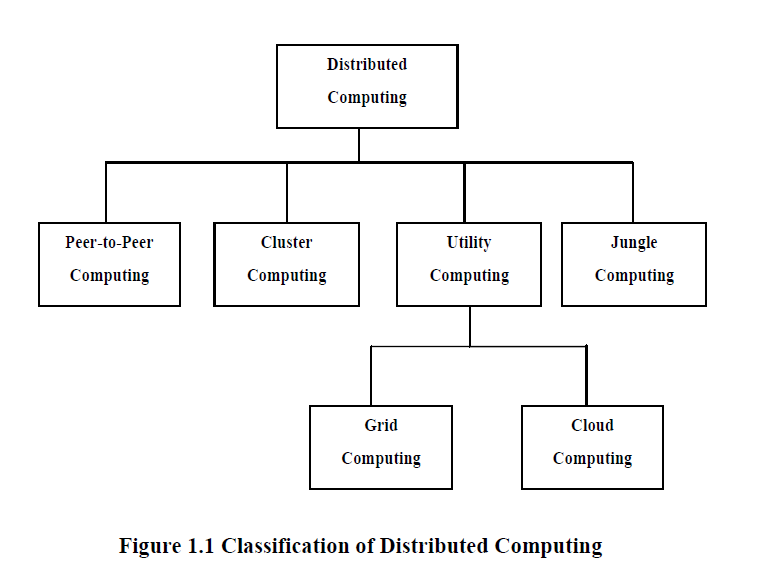 Distributed
Computing
Peer-to-Peer
Computing
Cluster
Computing
Utility
Computing
Jungle
Computing
Grid
Computing
Cloud
Computing
Figure 1.1 Classification of Distributed Computing